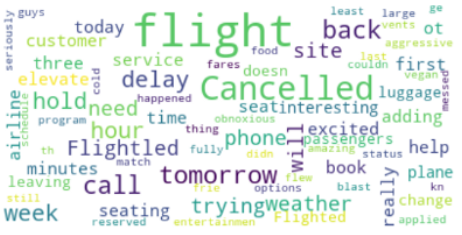 seriously guys today flight back least large ge
customer vents ot aggressive
three service site doesn food fares couldn last first vegan
elevate delay Cancelled luggage messed
airline schedule hold cold need happened seat interesting adding
program hour time thing obnoxious phone will excited passengers
th Flightled fully didn amazing status help
minutes match tomorrow book plane
leaving call frie options flew blast really kn change
week still seating trying weather
reserved entertainmen Flighted applied